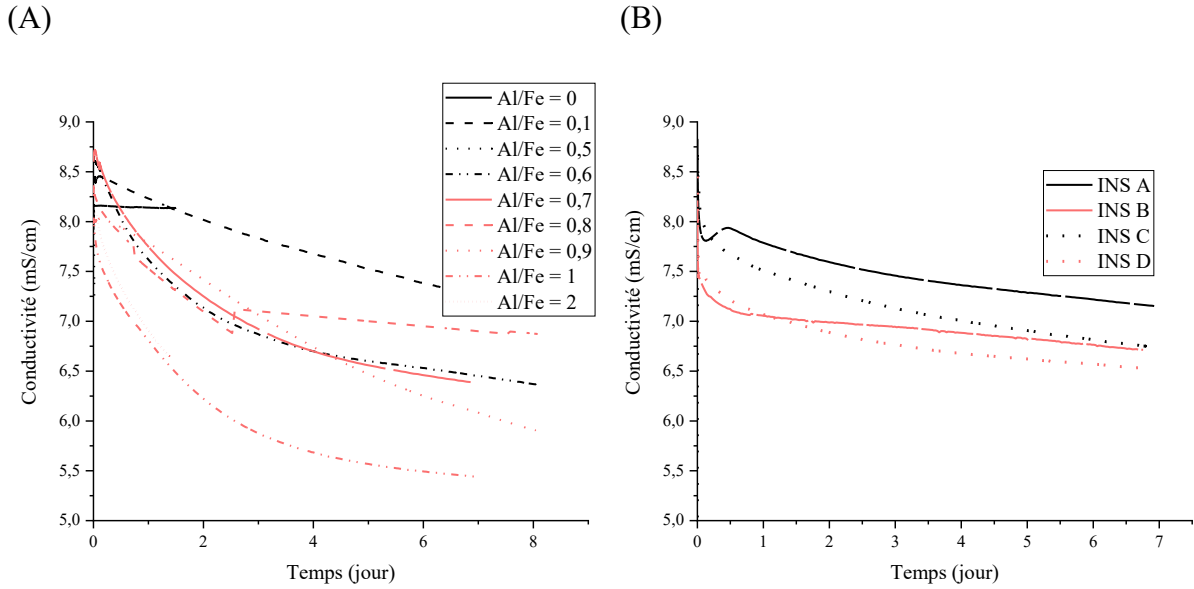 (A)
Al/Fe = 0
Al/Fe = 0,1
Al/Fe = 0,5
Al/Fe = 0,6
Al/Fe = 0,7
Al/Fe = 0,8
Al/Fe = 0,9
Al/Fe = 1
Al/Fe = 2
9,0
8,5
8,0
7,5
7,0
6,5
6,0
5,5
5,0
Conductivité (mS/cm)
0
2
4
6
8
Temps (jour)
(B)
INS A
INS B
INS C
INS D
9,0
8,5
8,0
7,5
7,0
6,5
6,0
5,5
5,0
Conductivité (mS/cm)
0
1
2
3
4
5
6
7
Temps (jour)